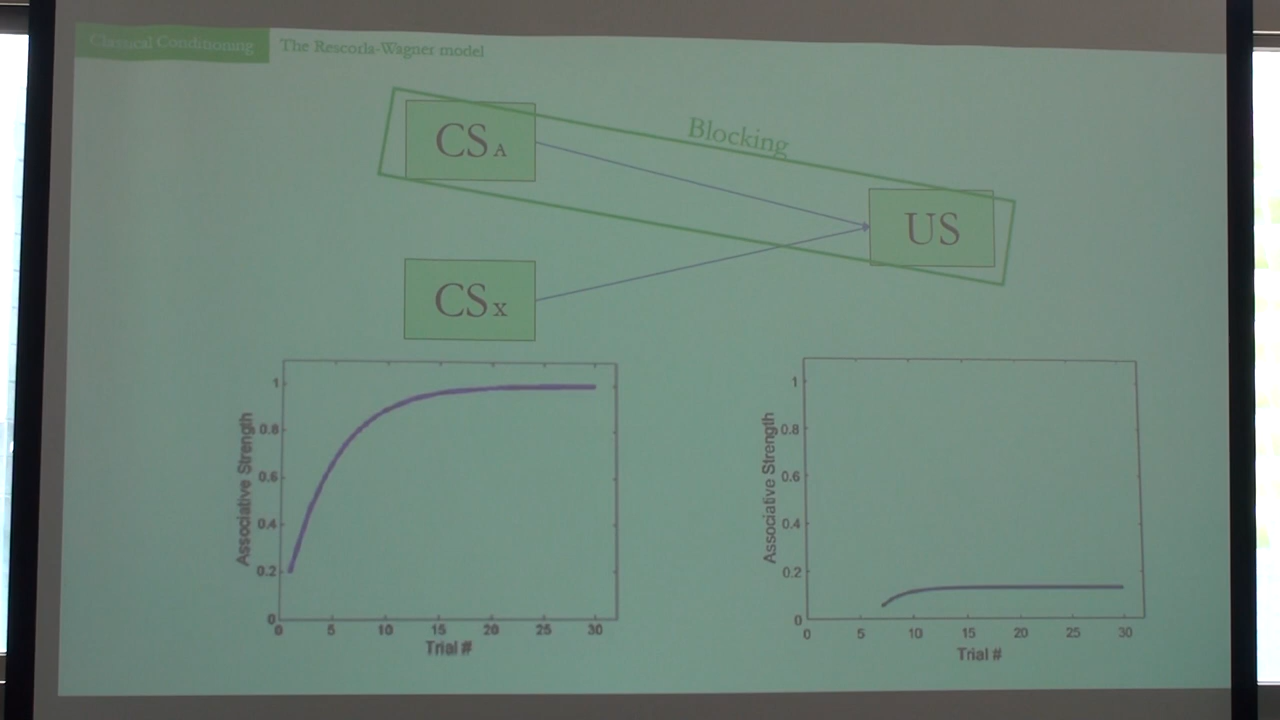 Classical Conditioning
The Rescorla-Wagner model
CS A
Blocking
US
CS X
Associative Strength
1
0.8
0.6
0.4
0.2
0
0 5 10 15 20 25 30
Trial #
Associative Strength
1
0.8
0.6
0.4
0.2
0
0 5 10 15 20 25 30
Trial #